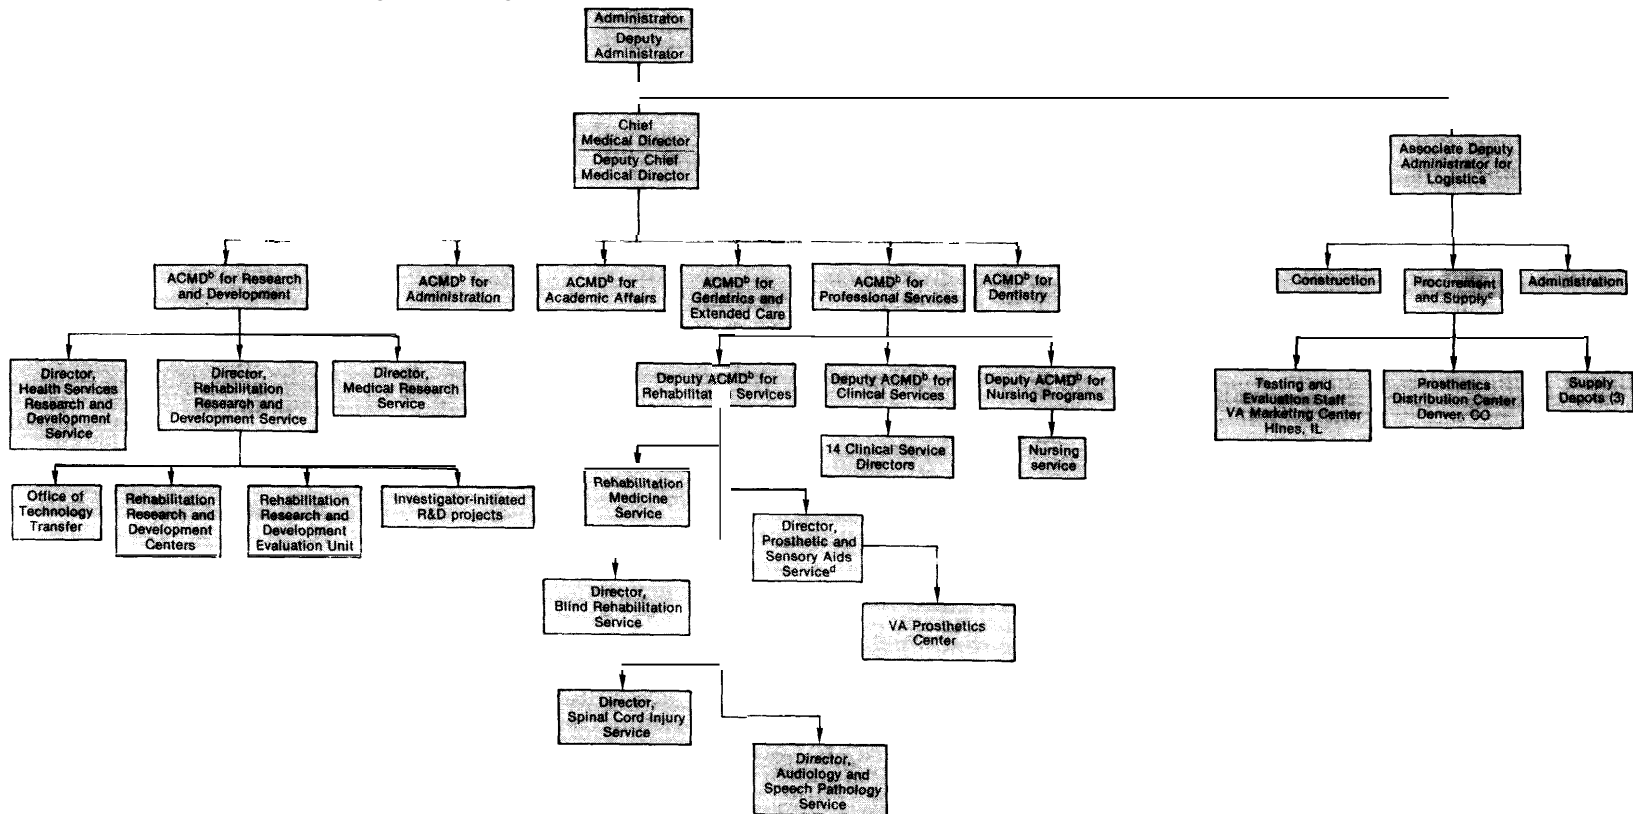 Administrator
Deputy
Administrator
Chief
Medical Director
Deputy Chief
Medical Director
Associate Deputy
Administrator for
Logistics
ACMDᵇ for Research
and Development
ACMDᵇ for
Administration
ACMDᵇ for
Academic Affairs
ACMDᵇ for
Geriatrics and
Extended Care
ACMDᵇ for
Professional Services
ACMDᵇ for
Dentistry
Construction
Procurement
and Supplyᶜ
Administration
Director,
Health Services
Research and
Development
Service
Director,
Rehabilitation
Research and
Development Service
Director,
Medical Research
Service
Deputy ACMDᵇ for
Rehabilitation Services
Deputy ACMDᵇ for
Clinical Services
Deputy ACMDᵇ for
Nursing Programs
Testing and
Evaluation Staff
VA Marketing Center
Hines, IL
Prosthetics
Distribution Center
Denver, CO
Supply
Depots (3)
14 Clinical Service
Directors
Nursing
service
Office of
Technology
Transfer
Rehabilitation
Research and
Development
Centers
Rehabilitation
Research and
Development
Evaluation Unit
Investigator-initiated
R&D projects
Rehabilitation
Medicine
Service
Director,
Prosthetic and
Sensory Aids
Serviceᵈ
Director,
Blind Rehabilitation
Service
VA Prosthetics
Center
Director,
Spinal Cord Injury
Service
Director,
Audiology and
Speech Pathology
Service